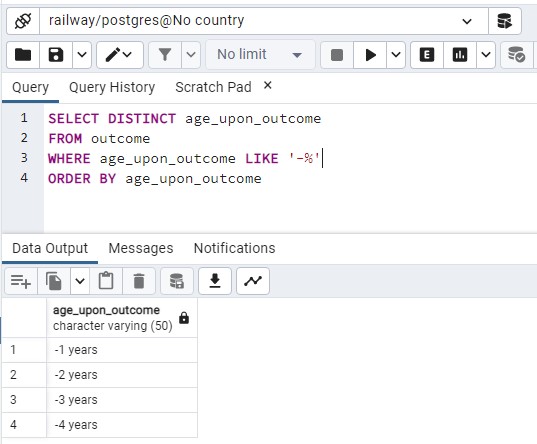 railway/postgres@No country
No limit
E
Query Query History Scratch Pad ×
1 SELECT DISTINCT age_upon_outcome
2 FROM outcome
3 WHERE age_upon_outcome LIKE '-%'
4 ORDER BY age_upon_outcome
Data Output Messages Notifications
age_upon_outcome
character varying (50)
1 -1 years
2 -2 years
3 -3 years
4 -4 years